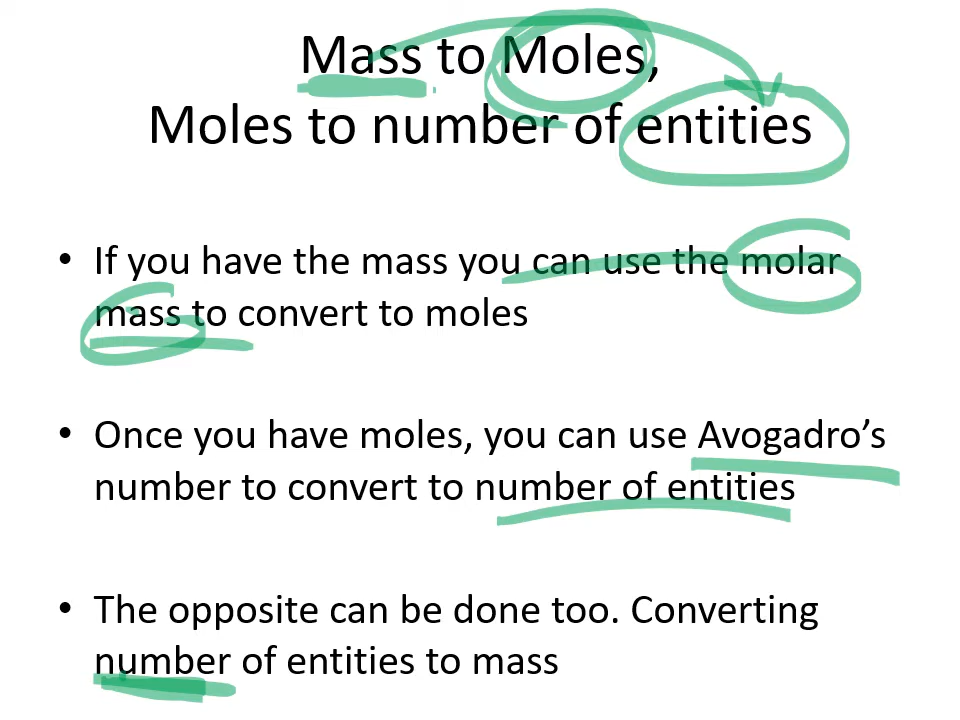 Mass to Moles,
Moles to number of entities
• If you have the mass you can use the molar
mass to convert to moles
• Once you have moles, you can use Avogadro’s
number to convert to number of entities
• The opposite can be done too. Converting
number of entities to mass